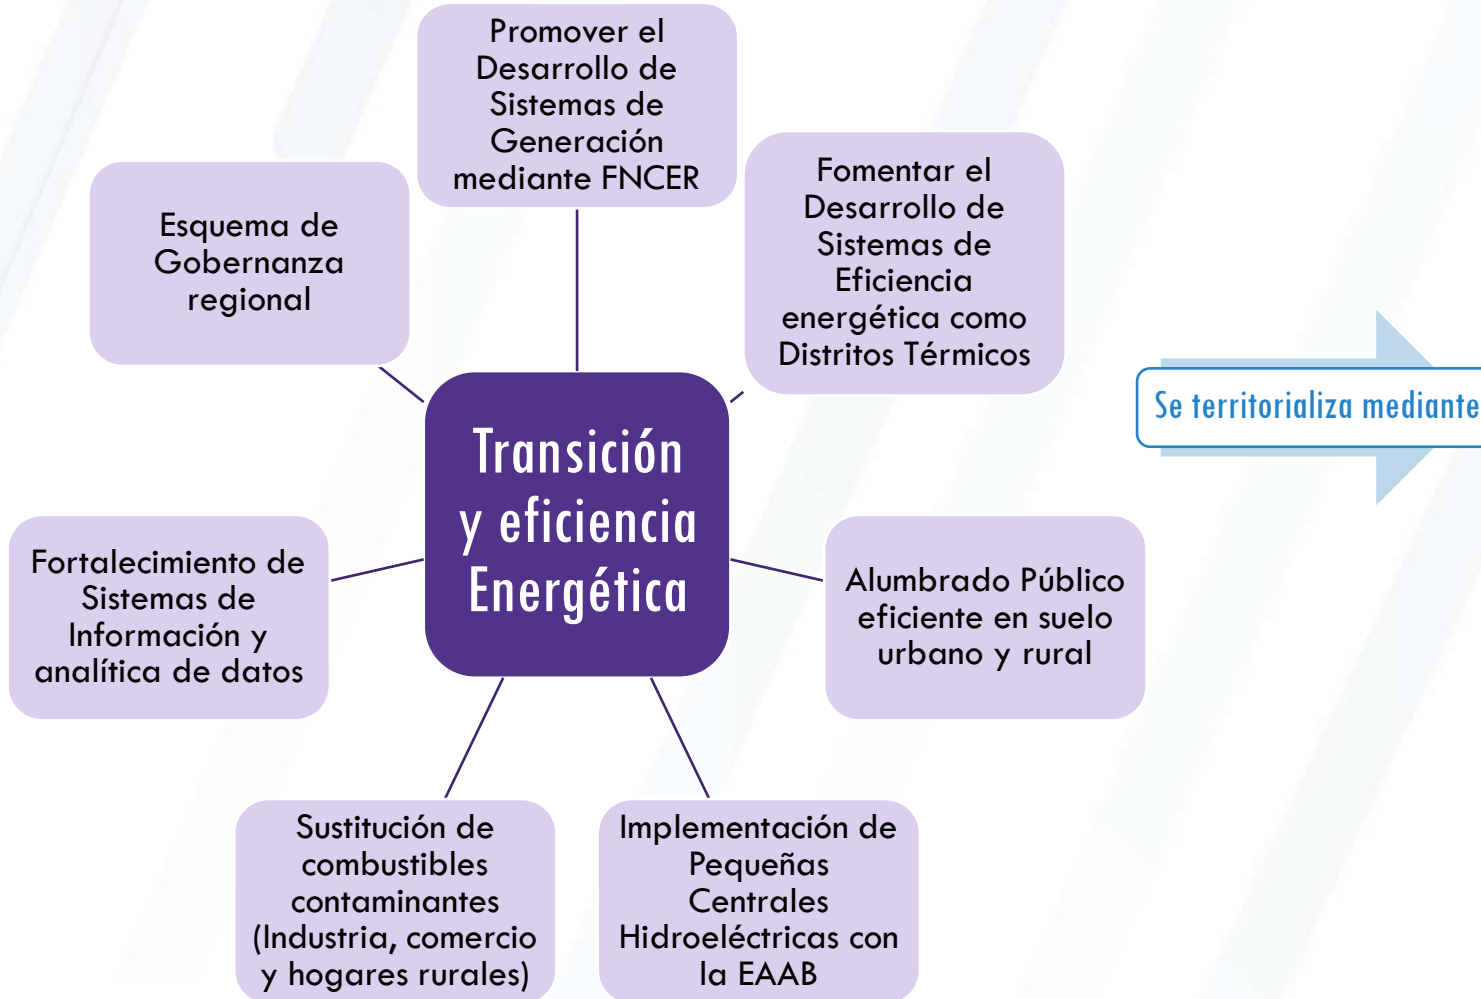 Promover el
Desarrollo de
Sistemas de
Generación
mediante FNCER
Fomentar el
Desarrollo de
Sistemas de
Eficiencia
energética como
Distritos Térmicos
Esquema de
Gobernanza
regional
Se territorializa mediante
Transición
y eficiencia
Energética
Fortalecimiento de
Sistemas de
Información y
analítica de datos
Alumbrado Público
eficiente en suelo
urbano y rural
Sustitución de
combustibles
contaminantes
(Industria, comercio
y hogares rurales)
Implementación de
Pequeñas
Centrales
Hidroeléctricas con
la EAAB